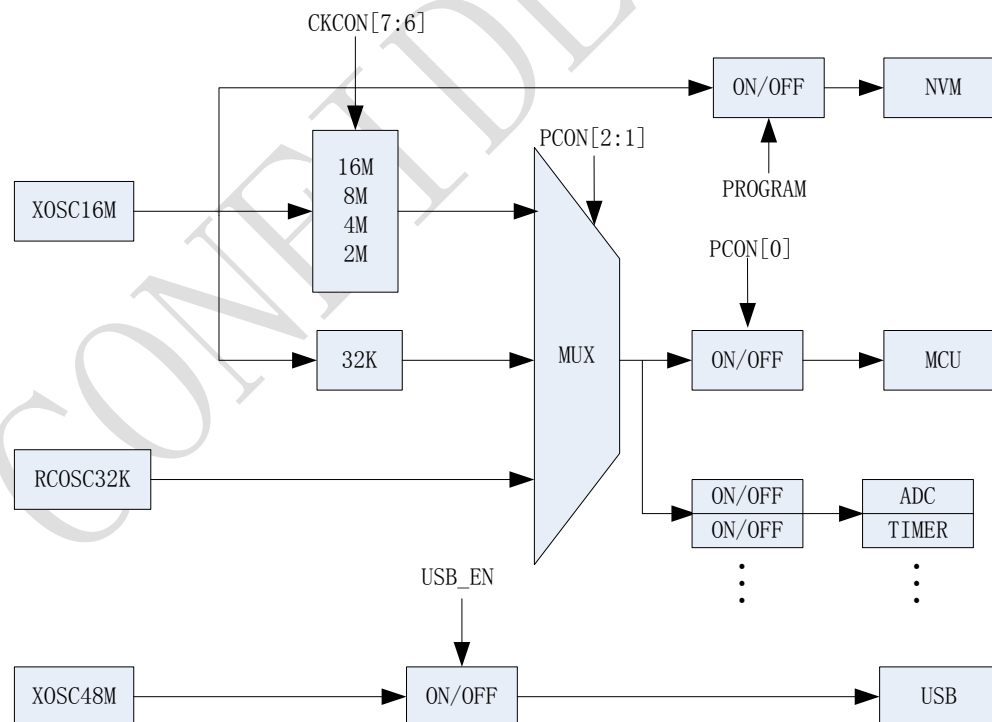 CKCON[7:6]
ON/OFF
NVM
PCON[2:1]
16M
8M
4M
2M
PROGRAM
XOSC16M
PCON[0]
32K
MUX
ON/OFF
MCU
RCOSC32K
ON/OFF
ADC
ON/OFF
TIMER
USB_EN
XOSC48M
ON/OFF
USB
CONFIDE